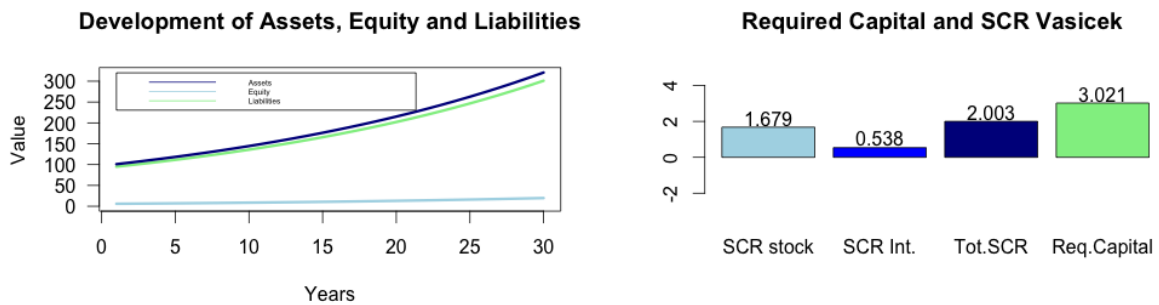 Development of Assets, Equity and Liabilities
Value
300
250
200
150
100
50
0
Assets
Equity
Liabilities
0 5 10 15 20 25 30
Years
Required Capital and SCR Vasicek
4
2
0
-2
1.679
0.538
2.003
3.021
SCR stock SCR Int. Tot.SCR Req.Capital